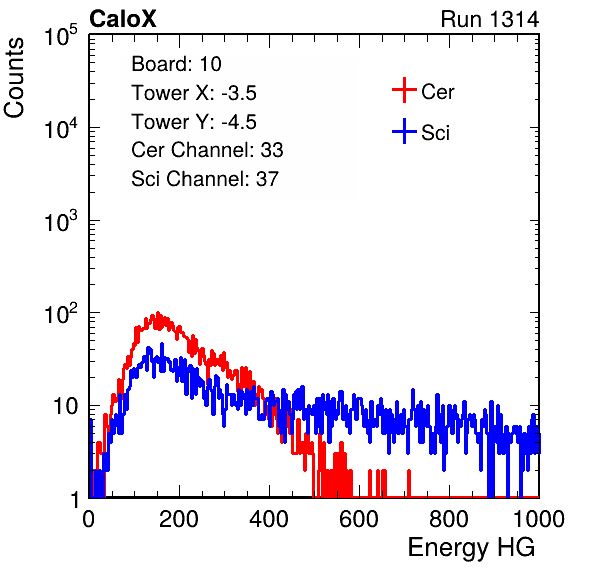 CaloX Run 1314
Counts
10^5
10^4
10^3
10^2
10
1
Board: 10
Tower X: -3.5
Tower Y: -4.5
Cer Channel: 33
Sci Channel: 37
Cer
Sci
0 200 400 600 800 1000
Energy HG